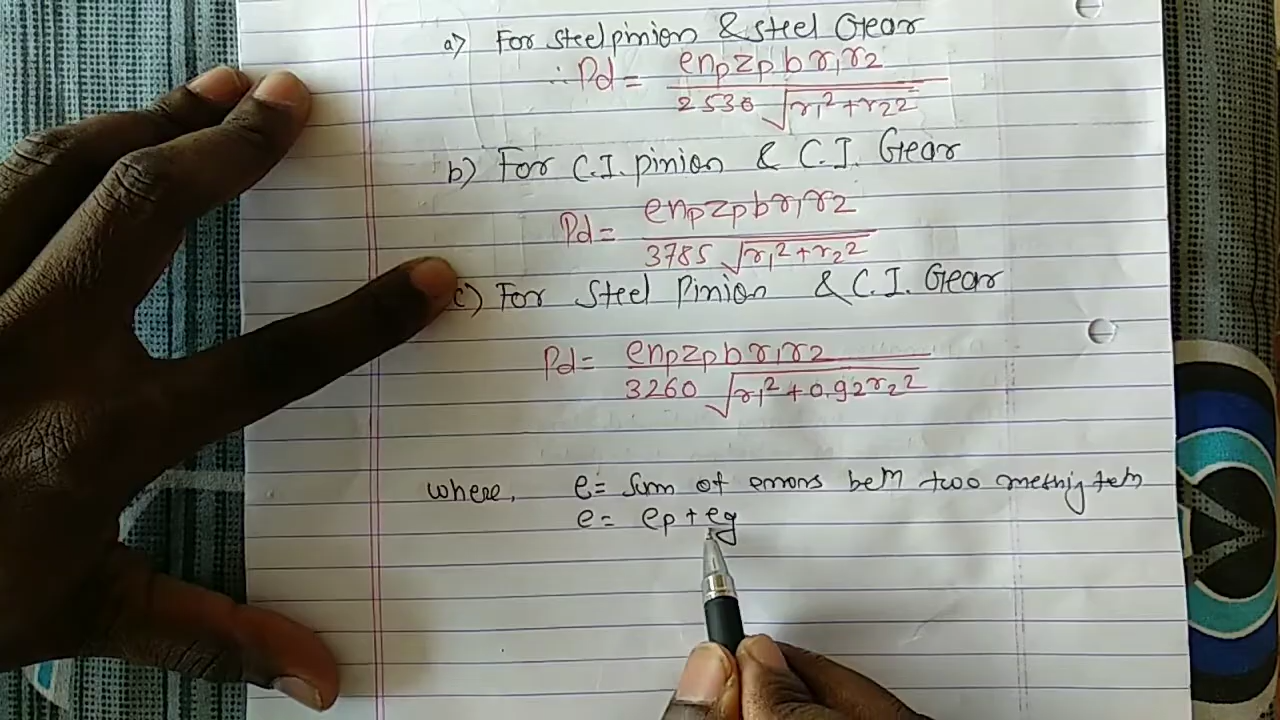 a) For Steel pinion & Steel Gear
∴ Pd = enpzpbr₁r₂ / 2530 √r₁²+r₂²
b) For C.I. pinion & C.I. Gear
Pd = enpzpbr₁r₂ / 3785 √r₁²+r₂²
c) For Steel Pinion & C.I. Gear
Pd = enpzpbr₁r₂ / 3260 √r₁²+0.92r₂²
where, e = Sum of errors betn two meshing
e = ep + eg